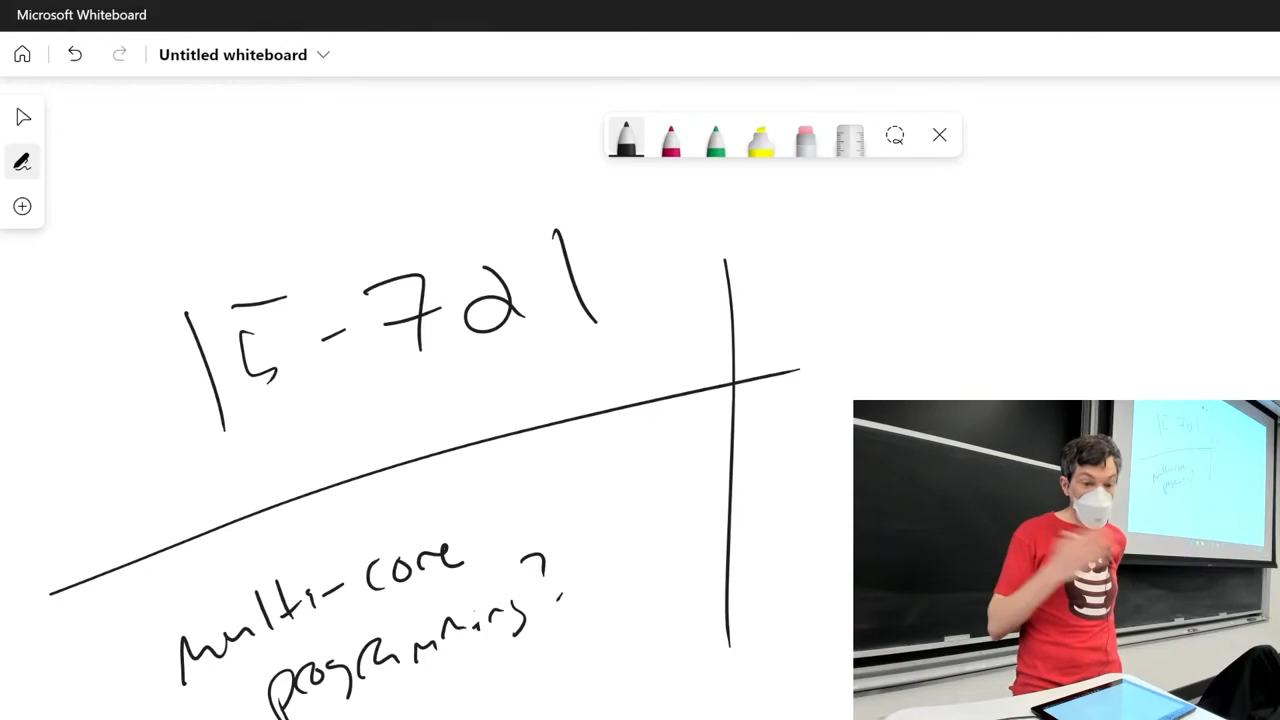 Microsoft Whiteboard
Untitled whiteboard
15-721
multi-core
programming?